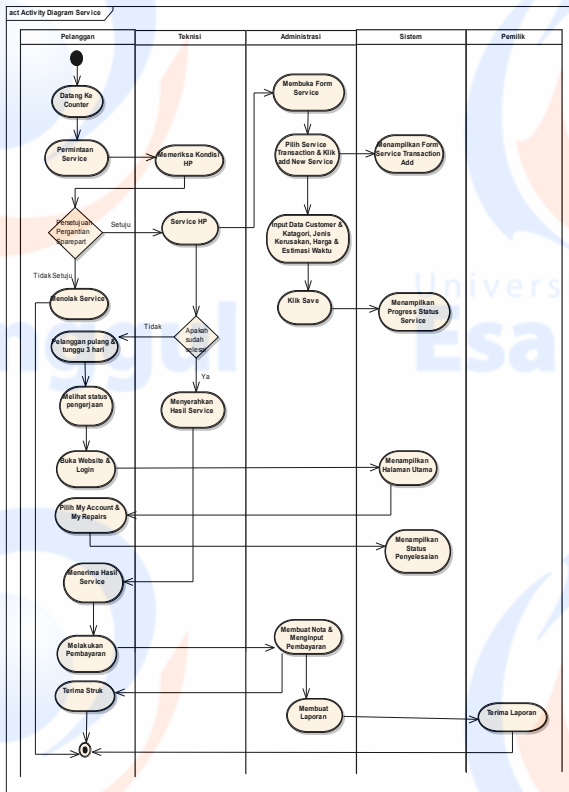 act Activity Diagram Service
Pelanggan
Teknisi
Administrasi
Sistem
Pemilik
Datang Ke
Counter
Permintaan
Service
Memeriksa Kondisi
HP
Membuka Form
Service
Pilih Service
Transaction & Klik
add New Service
Menampilkan Form
Service Transaction
Add
Persetujuan
Pergantian
Sparepart
Setuju
Service HP
Input Data Customer &
Katagori, Jenis
Kerusakan, Harga &
Estimasi Waktu
Tidak Setuju
Menolak Service
Klik Save
Menampilkan
Progress Status
Service
Tidak
Apakah
sudah
selesai
Pelanggan pulang &
tunggu 3 hari
Ya
Melihat status
pengerjaan
Menyerahkan
Hasil Service
Buka Website &
Login
Menampilkan
Halaman Utama
Pilih My Account &
My Repairs
Menampilkan
Status
Penyelesaian
Menerima Hasil
Service
Melakukan
Pembayaran
Membuat Nota &
Menginput
Pembayaran
Terima Struk
Membuat
Laporan
Terima Laporan
Univers
nggul
Esa